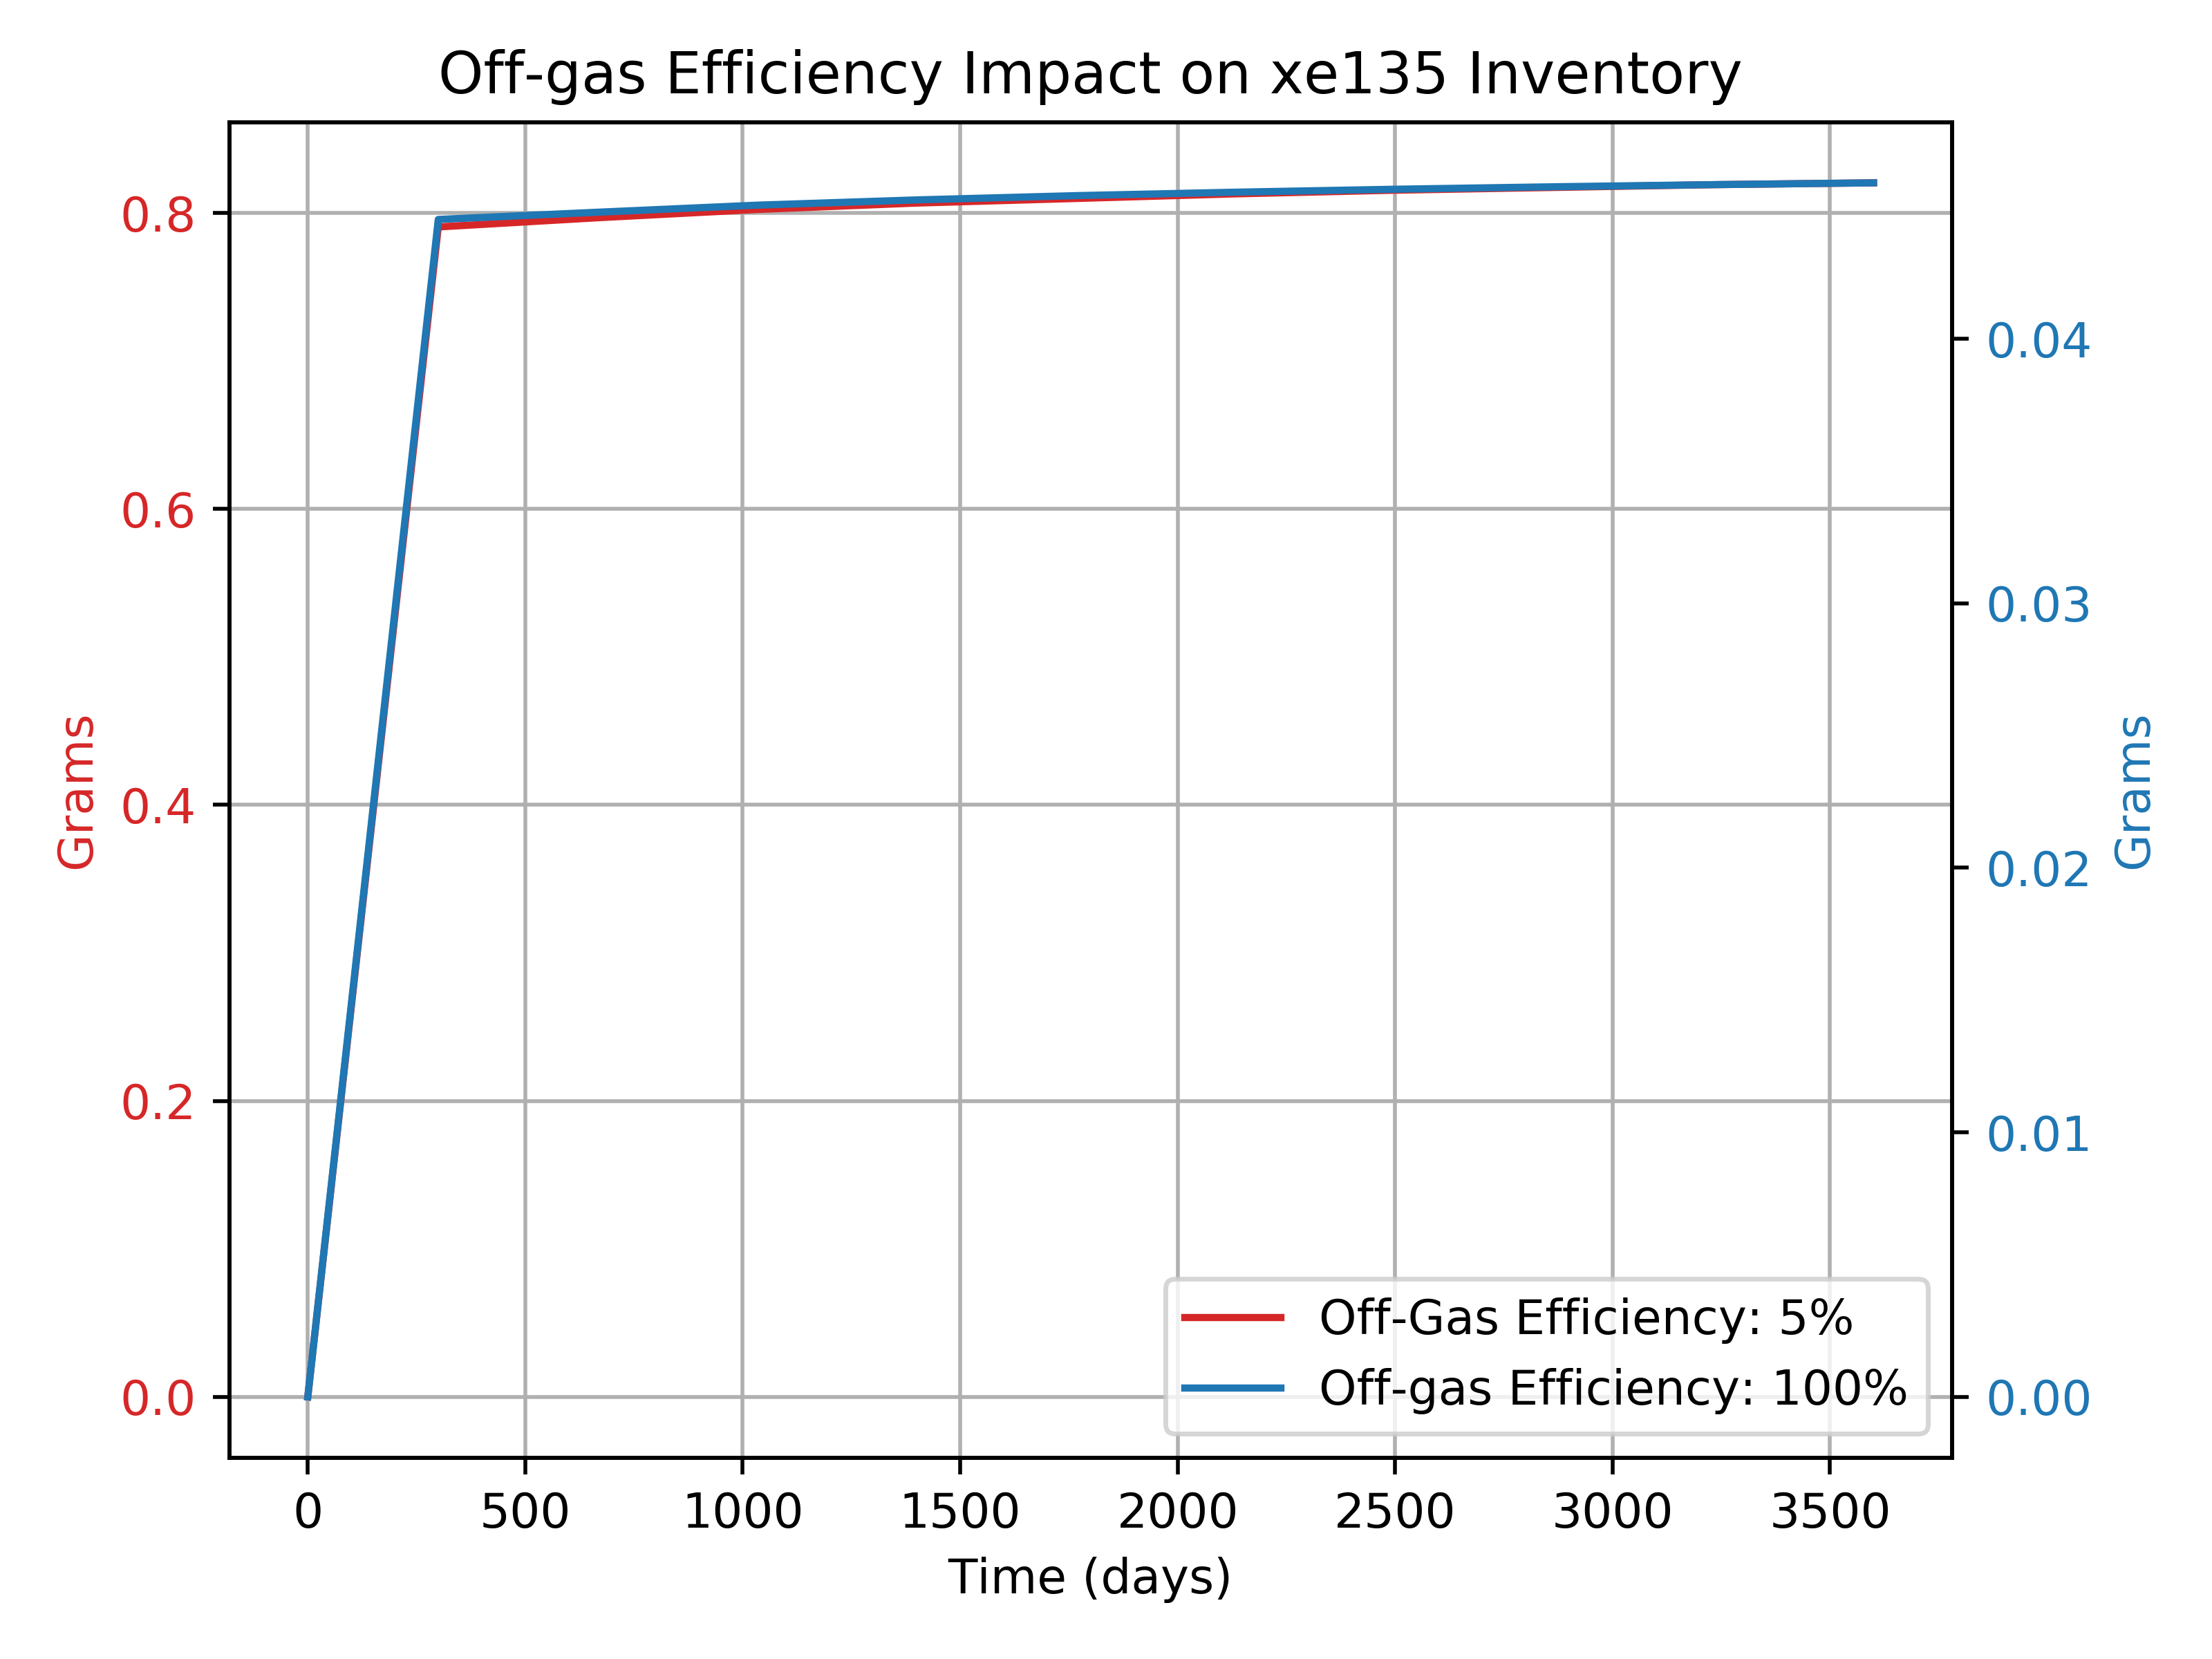 Off-gas Efficiency Impact on xe135 Inventory
0.8
0.6
0.4
0.2
0.0
Grams
0.04
0.03
0.02
0.01
0.00
Grams
Off-Gas Efficiency: 5%
Off-gas Efficiency: 100%
0 500 1000 1500 2000 2500 3000 3500
Time (days)